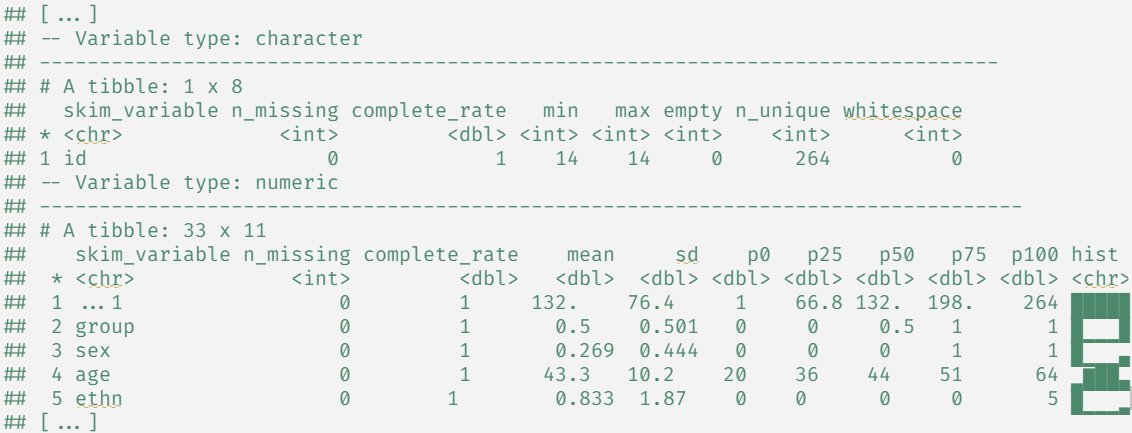 ## [...]
## -- Variable type: character
## --------------------------------------------------------------------------------
## # A tibble: 1 x 8
##   skim_variable n_missing complete_rate   min   max empty n_unique whitespace
## * <chr>             <int>         <dbl> <int> <int> <int>    <int>      <int>
## 1 id                    0             1    14    14     0      264          0
## -- Variable type: numeric
## ----------------------------------------------------------------------------------
## # A tibble: 33 x 11
##    skim_variable n_missing complete_rate    mean     sd    p0   p25   p50   p75  p100 hist
##  * <chr>             <int>         <dbl>   <dbl>  <dbl> <dbl> <dbl> <dbl> <dbl> <dbl> <chr>
##  1 ...1                  0         1      132.    76.4    1    66.8 132.  198.    264 █████
##  2 group                 0         1        0.5    0.501  0     0     0.5   1       1 █▁▁▁█
##  3 sex                   0         1        0.269  0.444  0     0     0     1       1 █▁▁▁▃
##  4 age                   0         1       43.3   10.2   20    36    44    51      64 ▂███▃
##  5 ethn                  0        1         0.833  1.87   0     0     0     0       5 █▁▁▁▂
## [...]